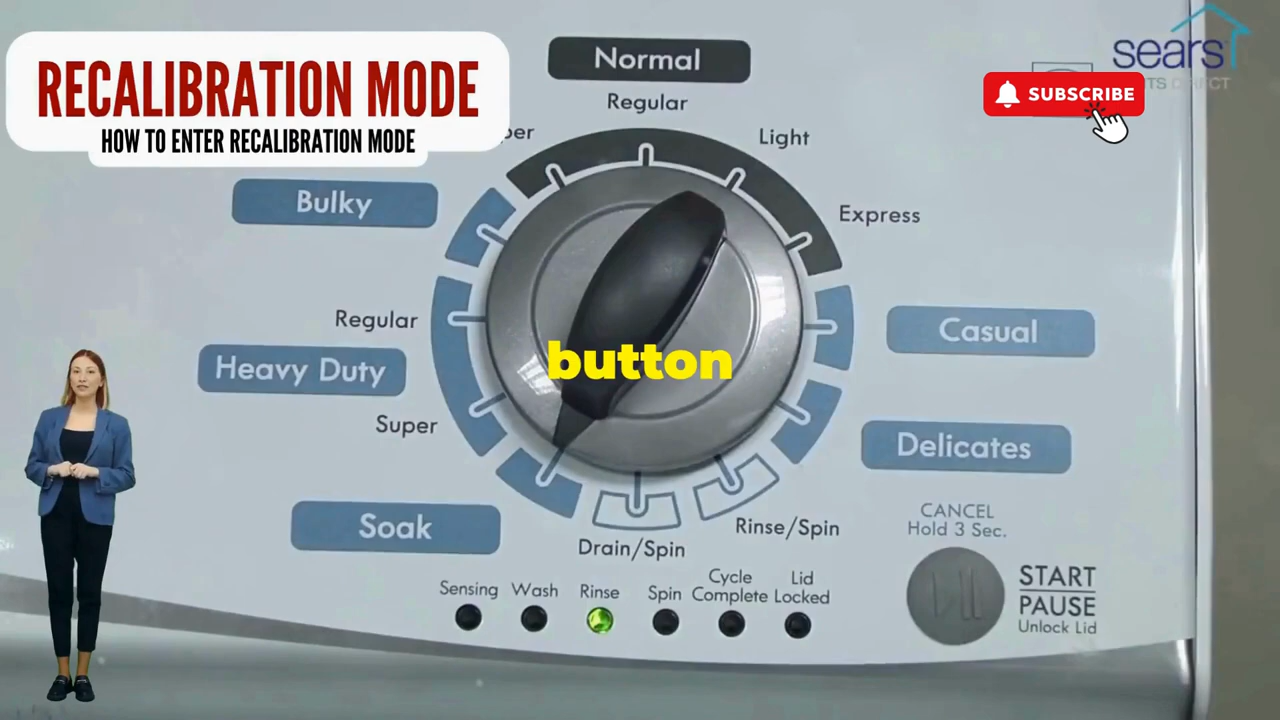 RECALIBRATION MODE
HOW TO ENTER RECALIBRATION MODE
Normal
sears
SUBSCRIBE
Regular
Light
Bulky
Express
Regular
Casual
Heavy Duty
button
Super
Delicates
Soak
CANCEL
Hold 3 Sec.
Rinse/Spin
Drain/Spin
Sensing
Wash
Rinse
Spin
Cycle
Complete
Lid
Locked
START
PAUSE
Unlock Lid